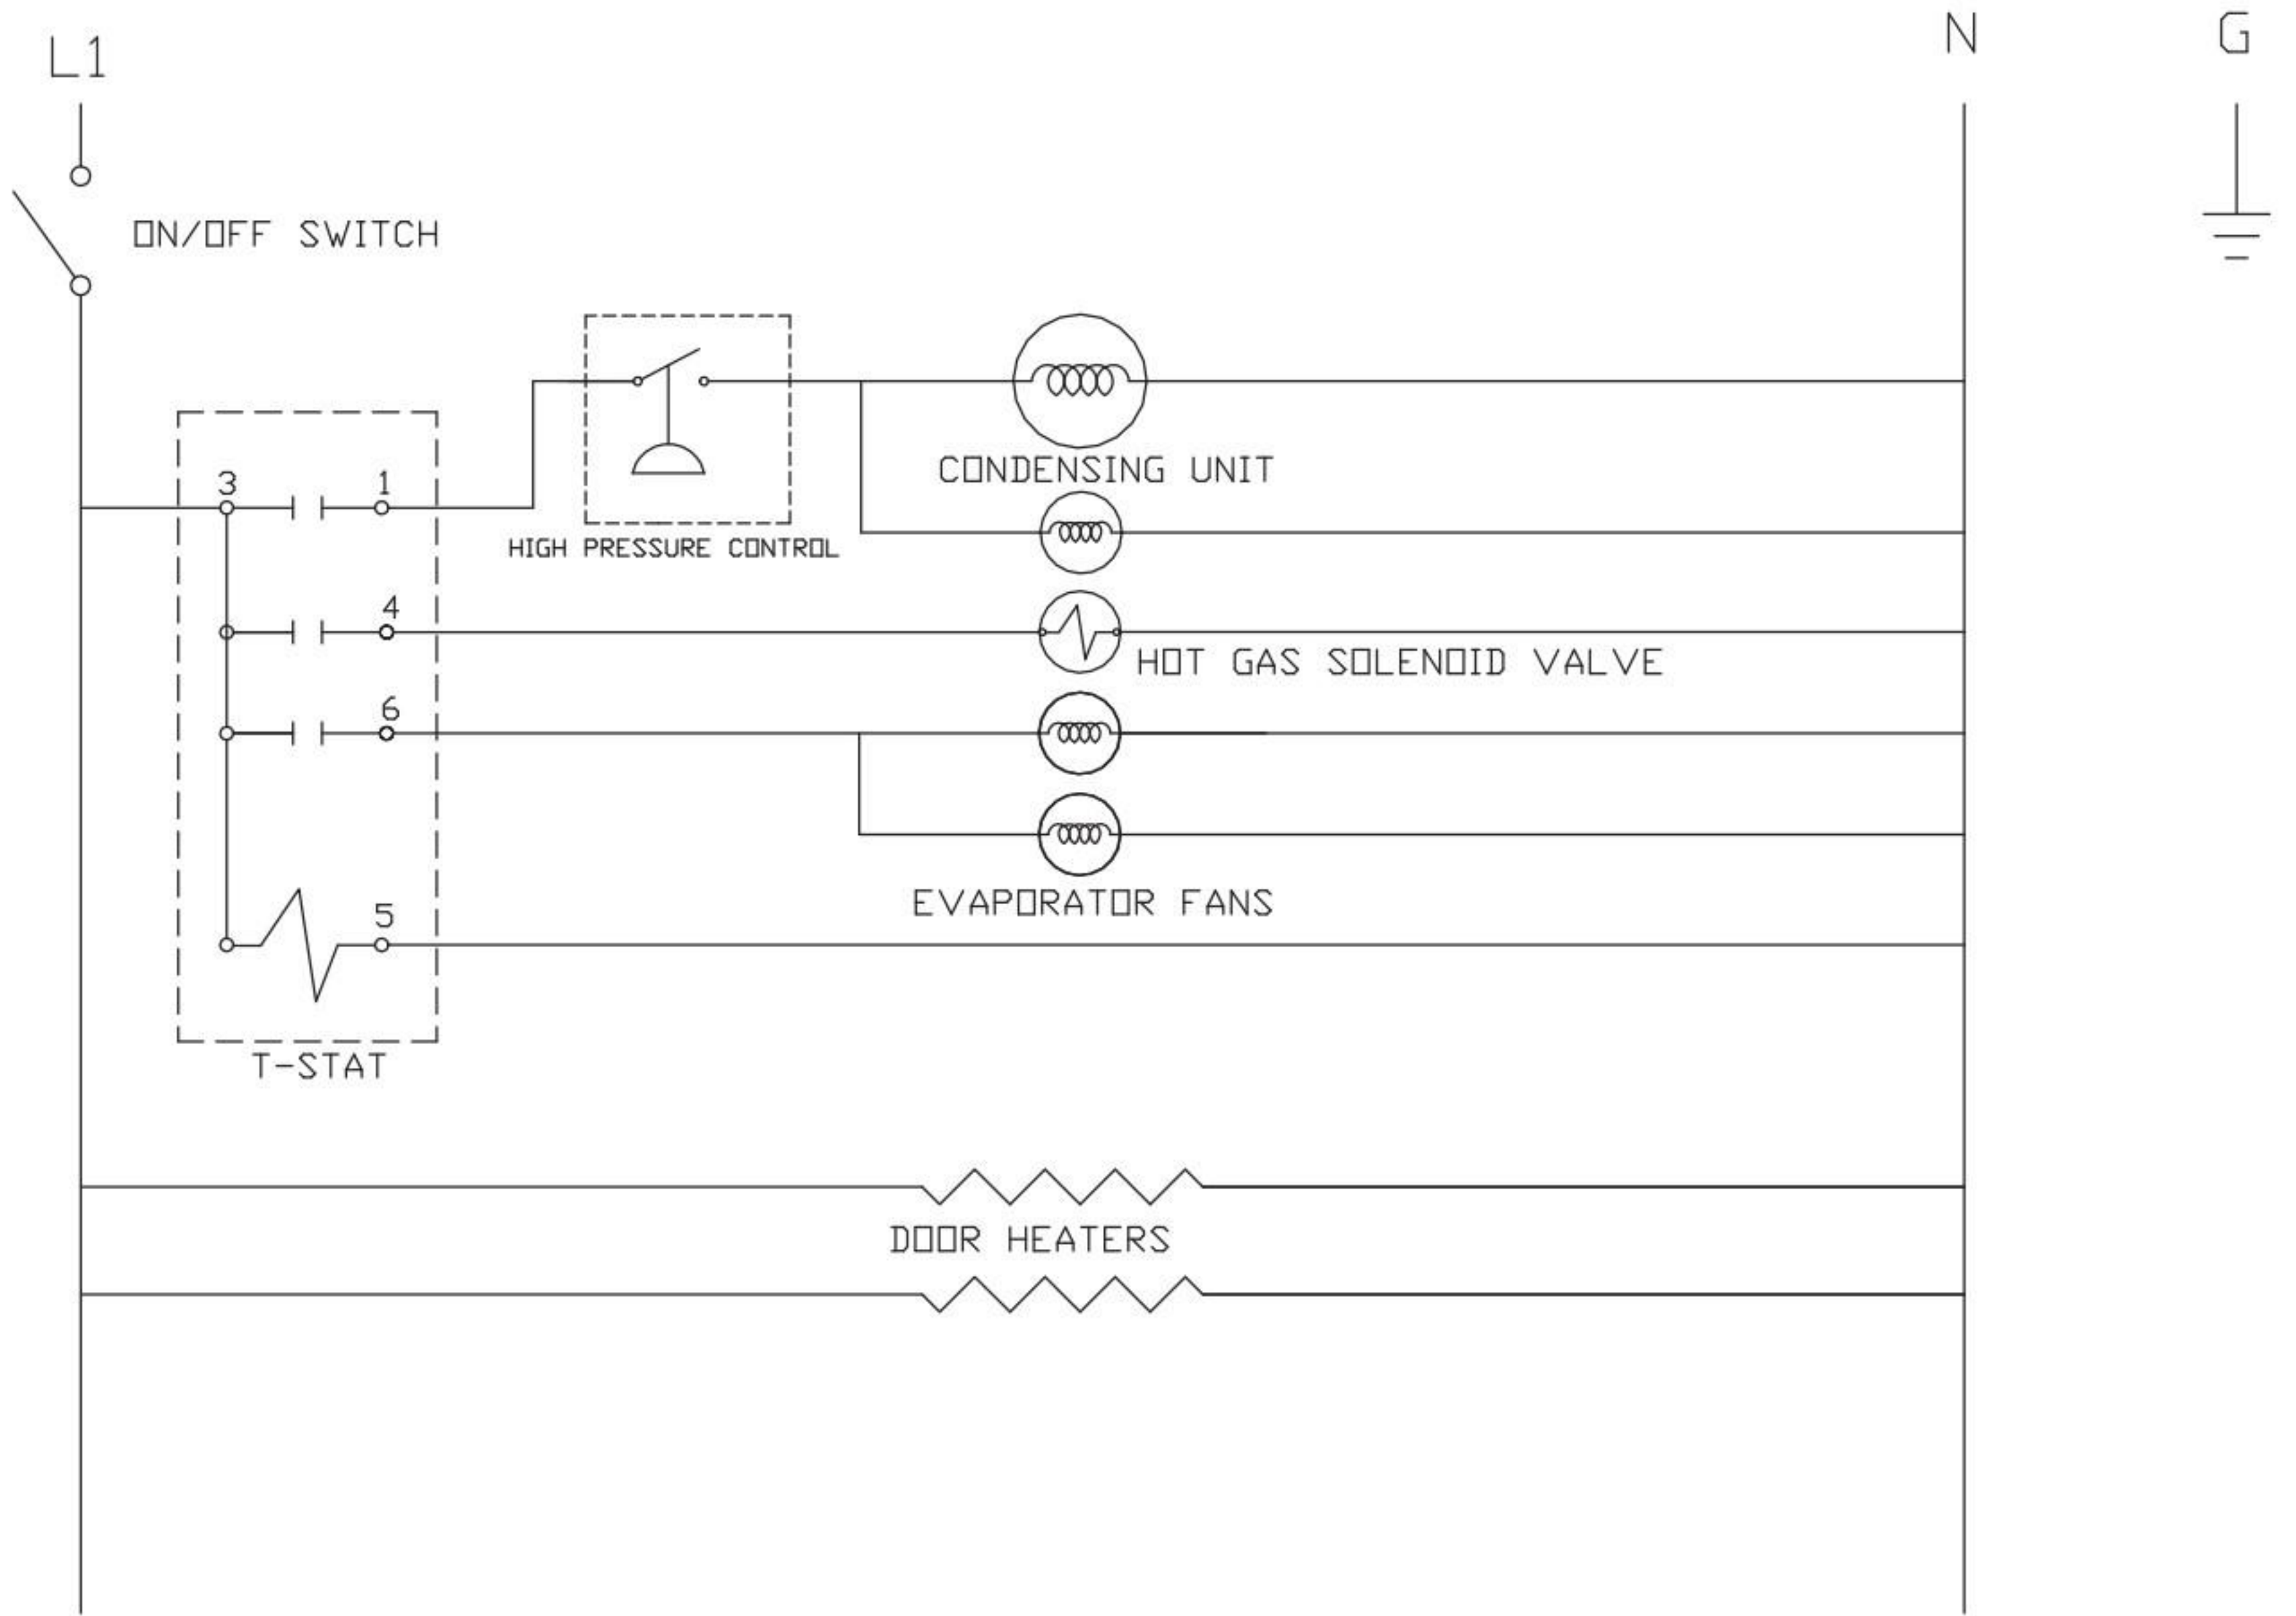 L1
N
G
ON/OFF SWITCH
CONDENSING UNIT
3
1
HIGH PRESSURE CONTROL
4
HOT GAS SOLENOID VALVE
6
EVAPORATOR FANS
5
T-STAT
DOOR HEATERS